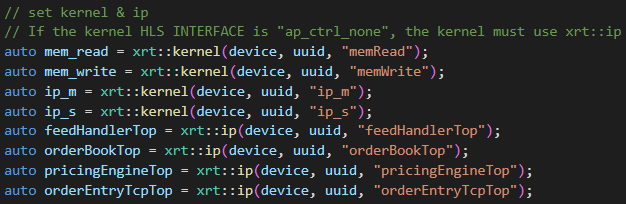 // set kernel & ip
// If the kernel HLS INTERFACE is "ap_ctrl_none", the kernel must use xrt::ip
auto mem_read = xrt::kernel(device, uuid, "memRead");
auto mem_write = xrt::kernel(device, uuid, "memWrite");
auto ip_m = xrt::kernel(device, uuid, "ip_m");
auto ip_s = xrt::kernel(device, uuid, "ip_s");
auto feedHandlerTop = xrt::ip(device, uuid, "feedHandlerTop");
auto orderBookTop = xrt::ip(device, uuid, "orderBookTop");
auto pricingEngineTop = xrt::ip(device, uuid, "pricingEngineTop");
auto orderEntryTcpTop = xrt::ip(device, uuid, "orderEntryTcpTop");